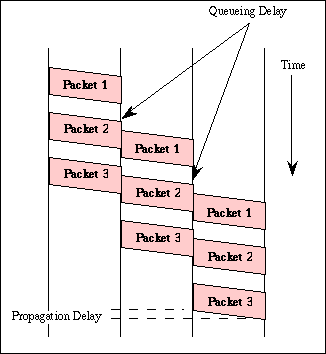 Queueing Delay
Time
Packet 1
Packet 2
Packet 1
Packet 3
Packet 2
Packet 1
Packet 3
Packet 2
Packet 3
Propagation Delay